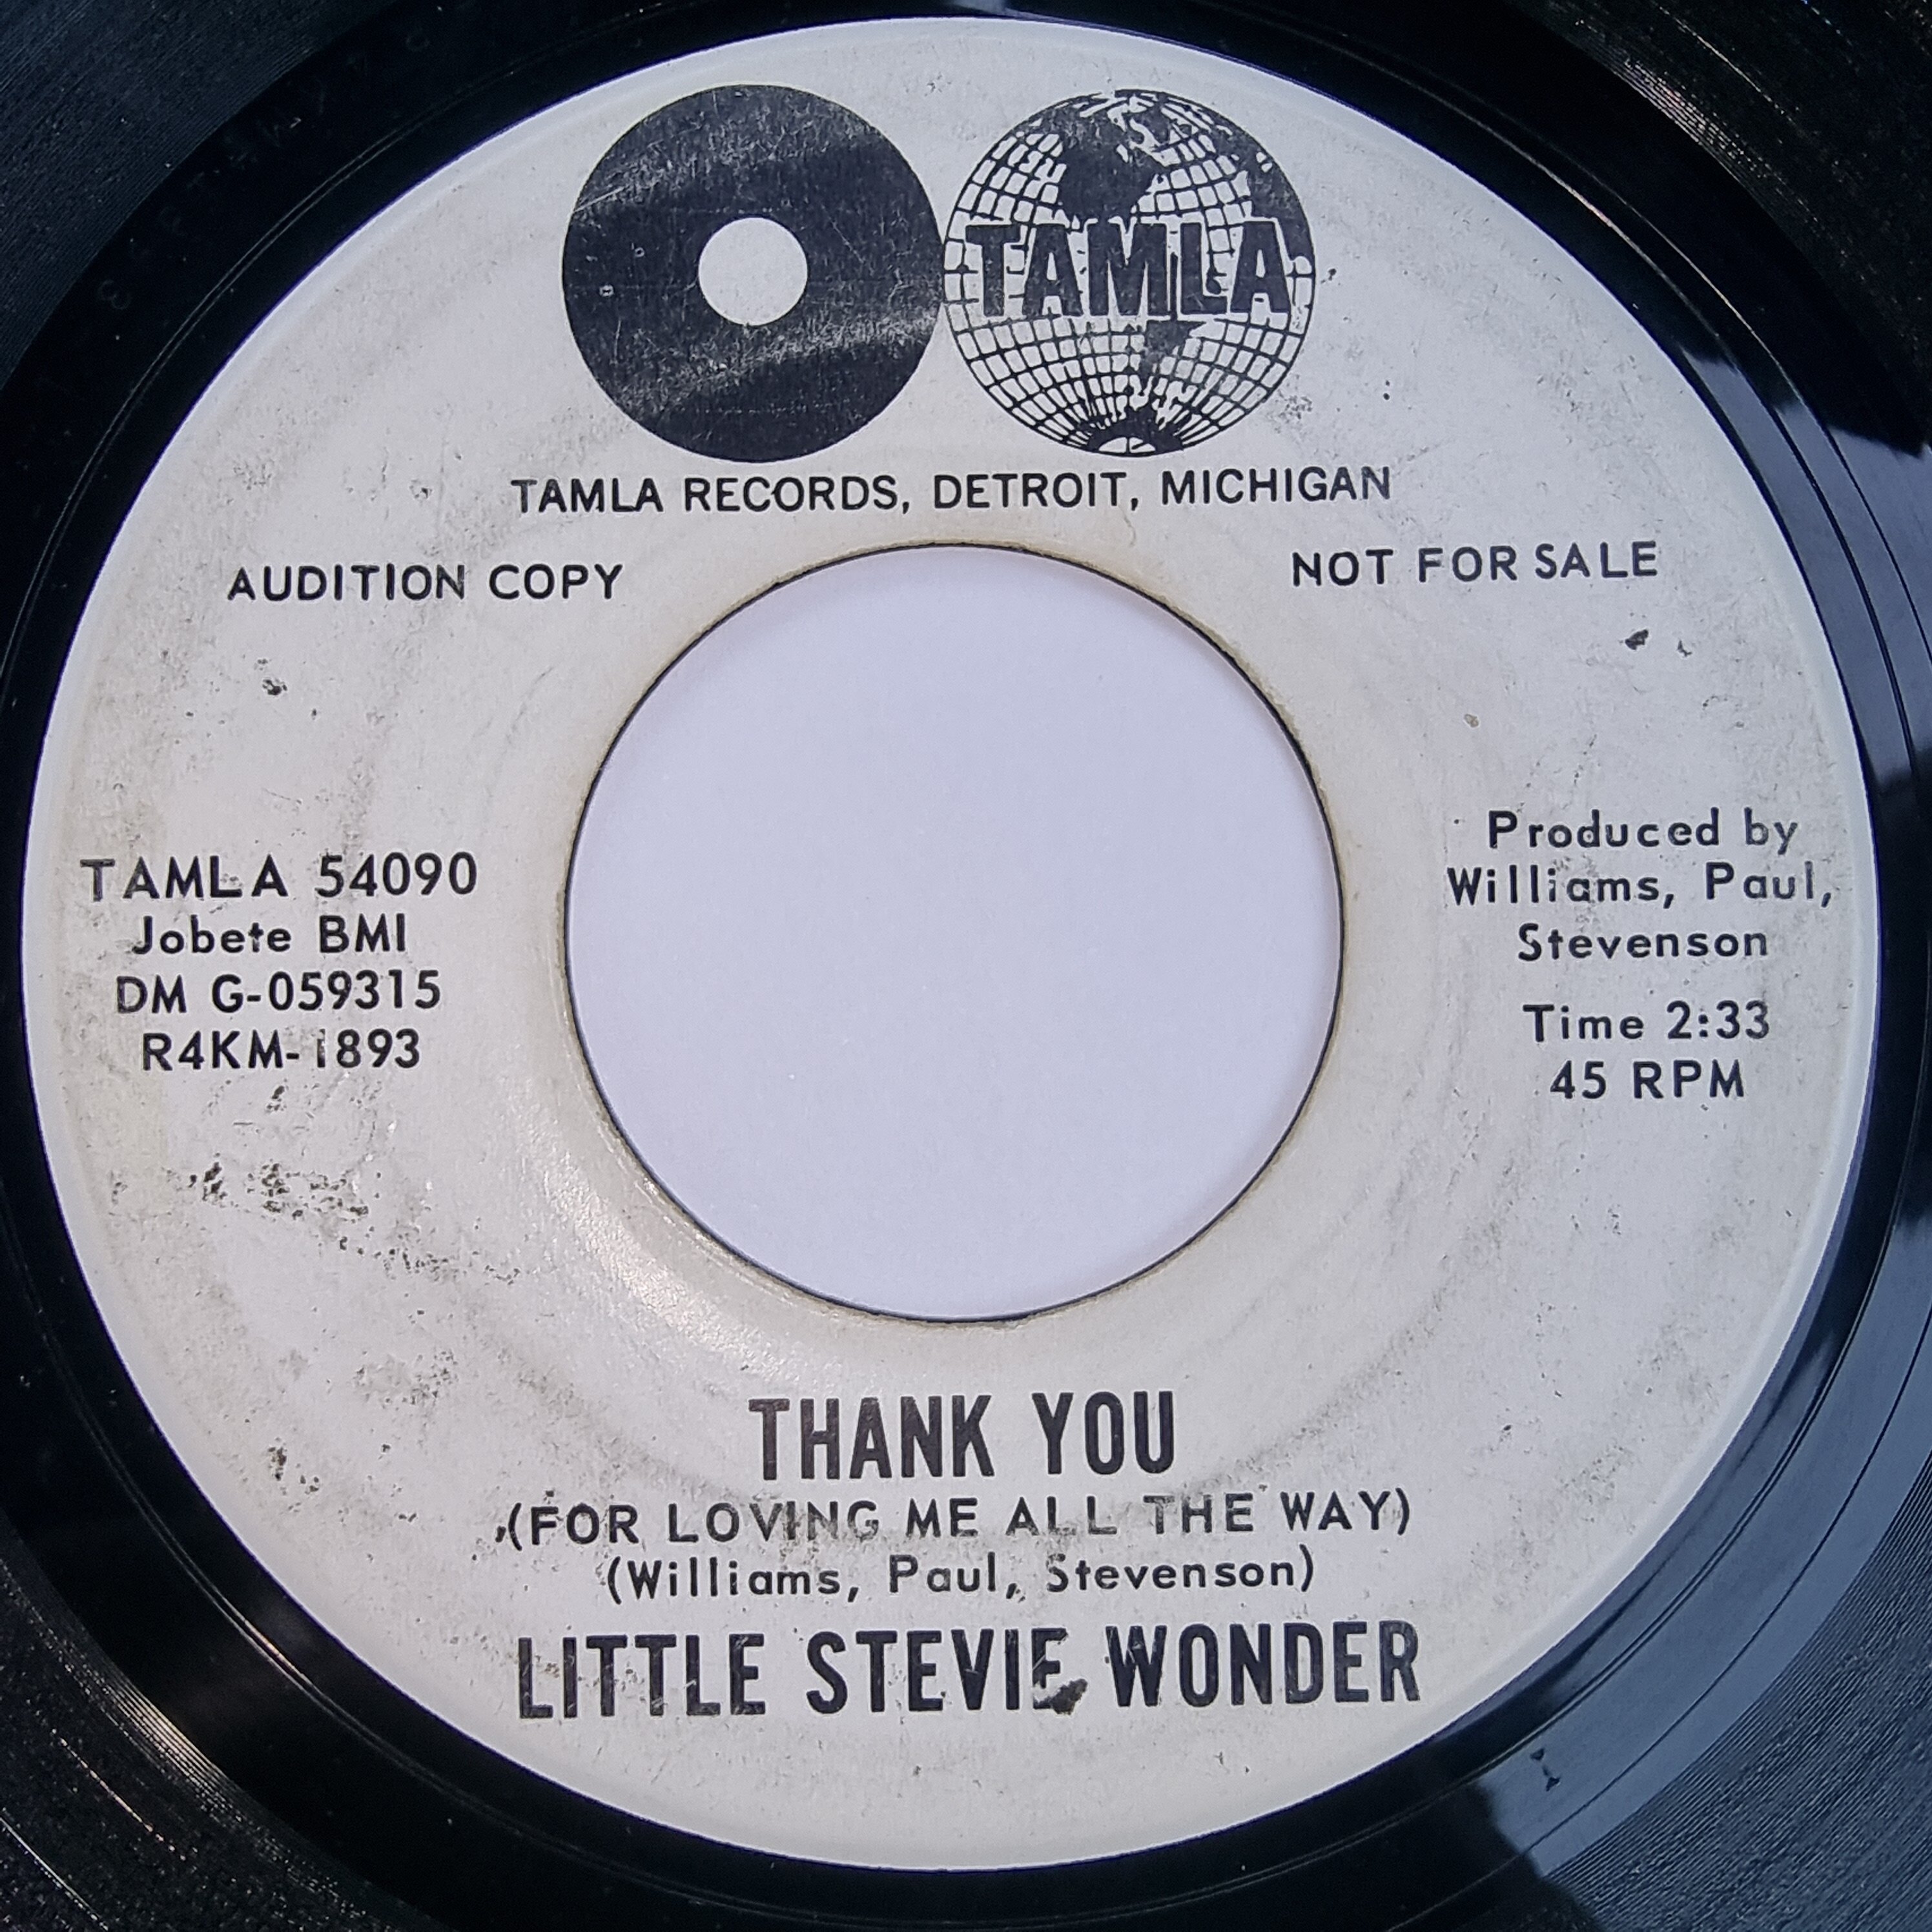 TAMLA
TAMLA RECORDS, DETROIT, MICHIGAN
AUDITION COPY
NOT FOR SALE
TAMLA 54090
Jobete BMI
DM G-059315
R4KM-1893
Produced by
Williams, Paul,
Stevenson
Time 2:33
45 RPM
THANK YOU
(FOR LOVING ME ALL THE WAY)
(Williams, Paul, Stevenson)
LITTLE STEVIE WONDER